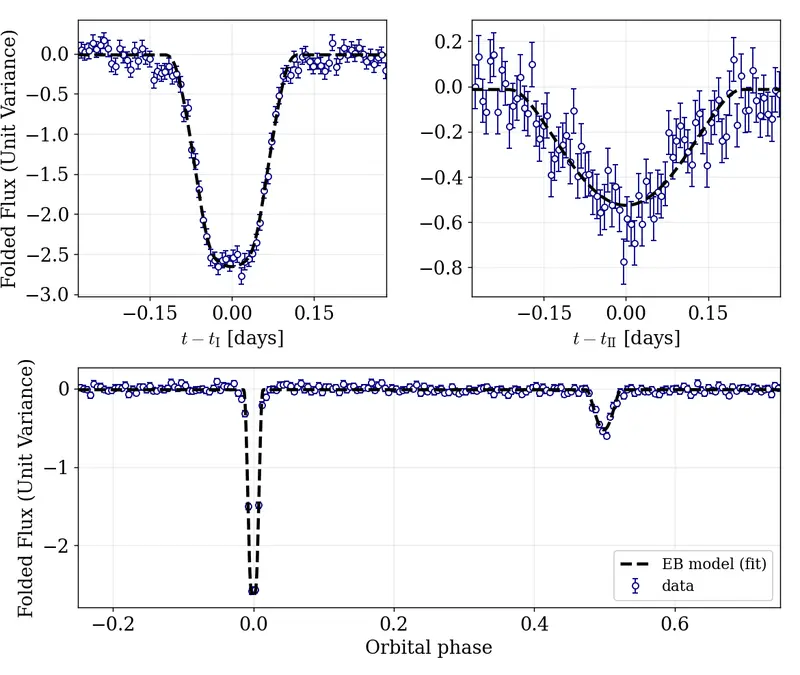 Folded Flux (Unit Variance)
0.0
−0.5
−1.0
−1.5
−2.0
−2.5
−3.0
−0.15 0.00 0.15
t − tI [days]
0.2
0.0
−0.2
−0.4
−0.6
−0.8
−0.15 0.00 0.15
t − tII [days]
Folded Flux (Unit Variance)
0
−1
−2
EB model (fit)
data
−0.2 0.0 0.2 0.4 0.6
Orbital phase